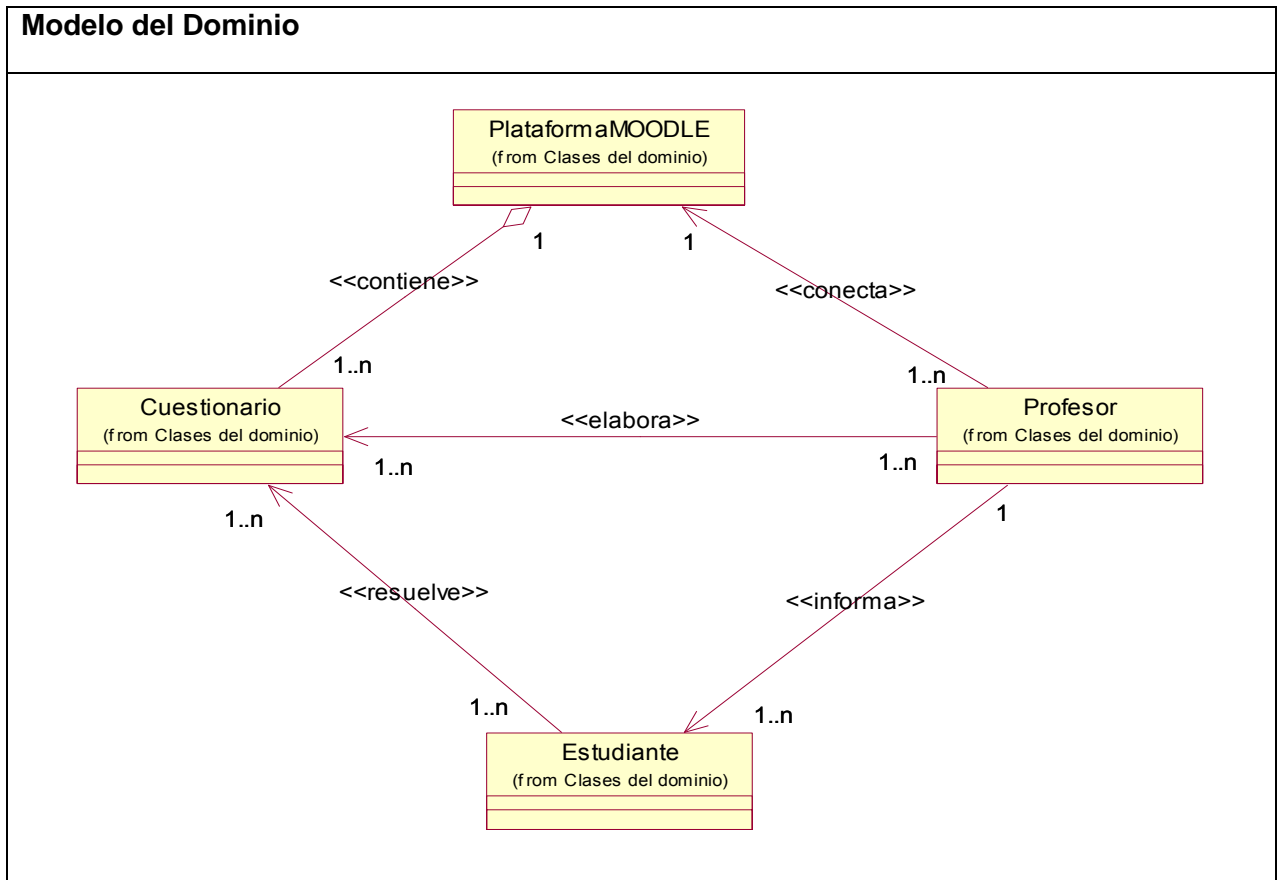 Modelo del Dominio
PlataformaMOODLE
(from Clases del dominio)
1
1
<<contiene>>
<<conecta>>
1..n
1..n
Cuestionario
(from Clases del dominio)
<<elabora>>
Profesor
(from Clases del dominio)
1..n
1..n
1..n
1
<<resuelve>>
<<informa>>
1..n
1..n
Estudiante
(from Clases del dominio)